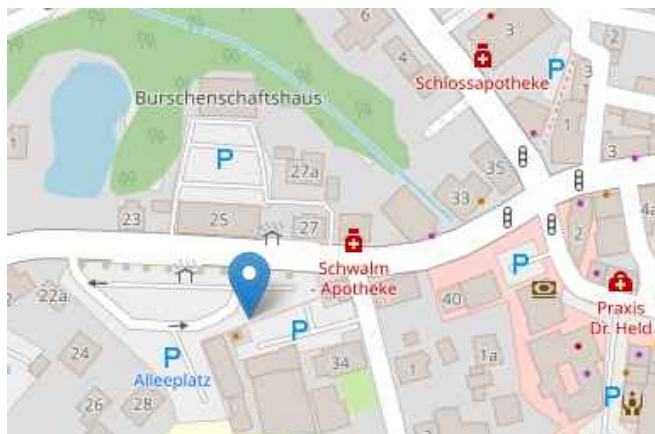 6
3
2
4
P
Schlossapotheke
3
Burschenschaftshaus
1
1
3
P
27a
35
33
23
25
27
2
4a
Schwalm
- Apotheke
P
22a
40
Praxis
Dr. Held
P
24
P
Alleeplatz
34
1
1a
26
28
P